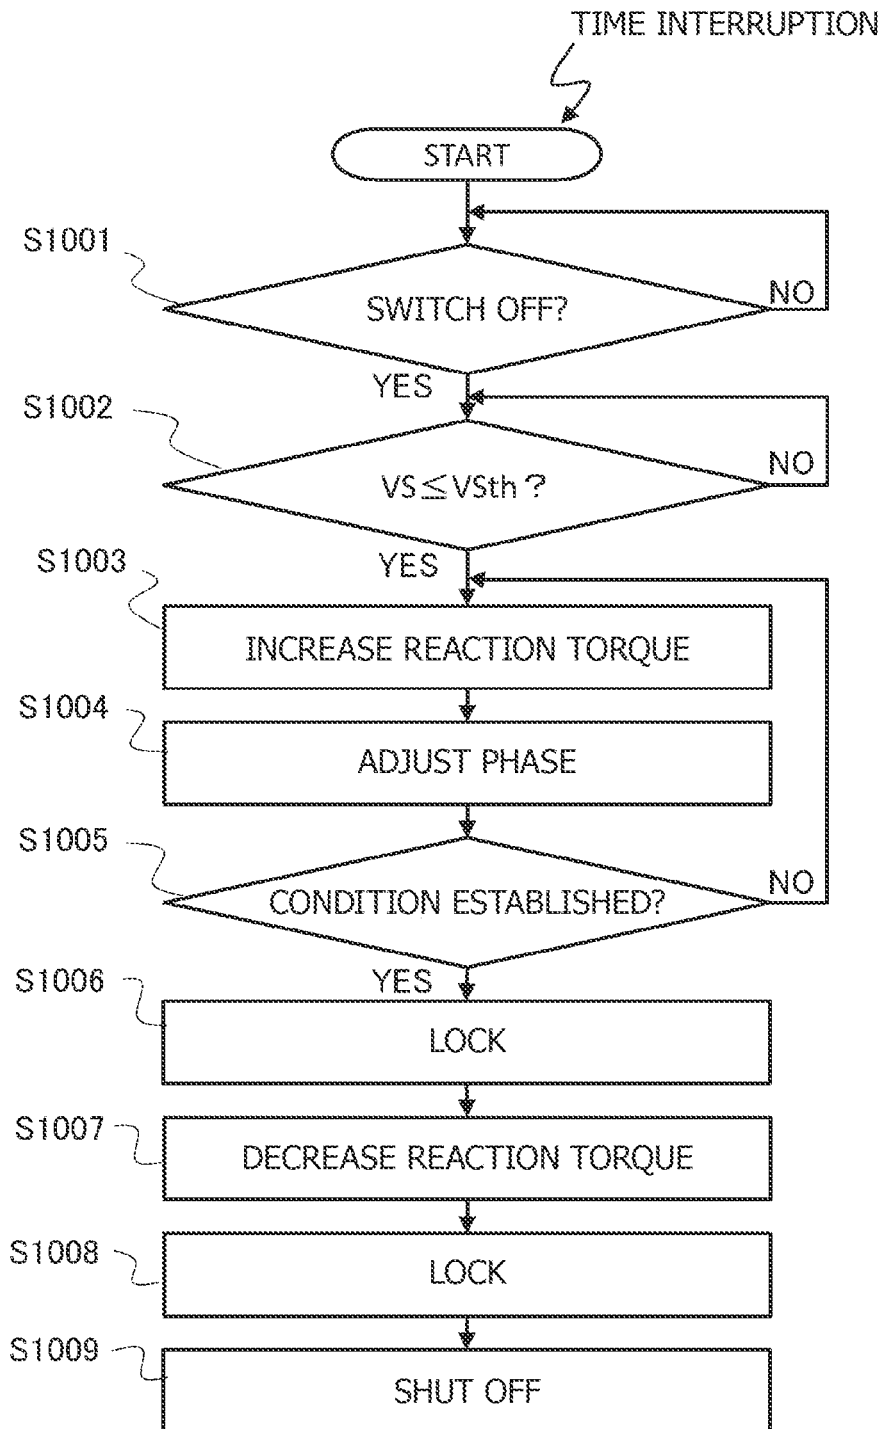 TIME INTERRUPTION
START
S1001
SWITCH OFF?
NO
YES
S1002
VS≦VSth ?
NO
YES
S1003
INCREASE REACTION TORQUE
S1004
ADJUST PHASE
S1005
CONDITION ESTABLISHED?
NO
YES
S1006
LOCK
S1007
DECREASE REACTION TORQUE
S1008
LOCK
S1009
SHUT OFF